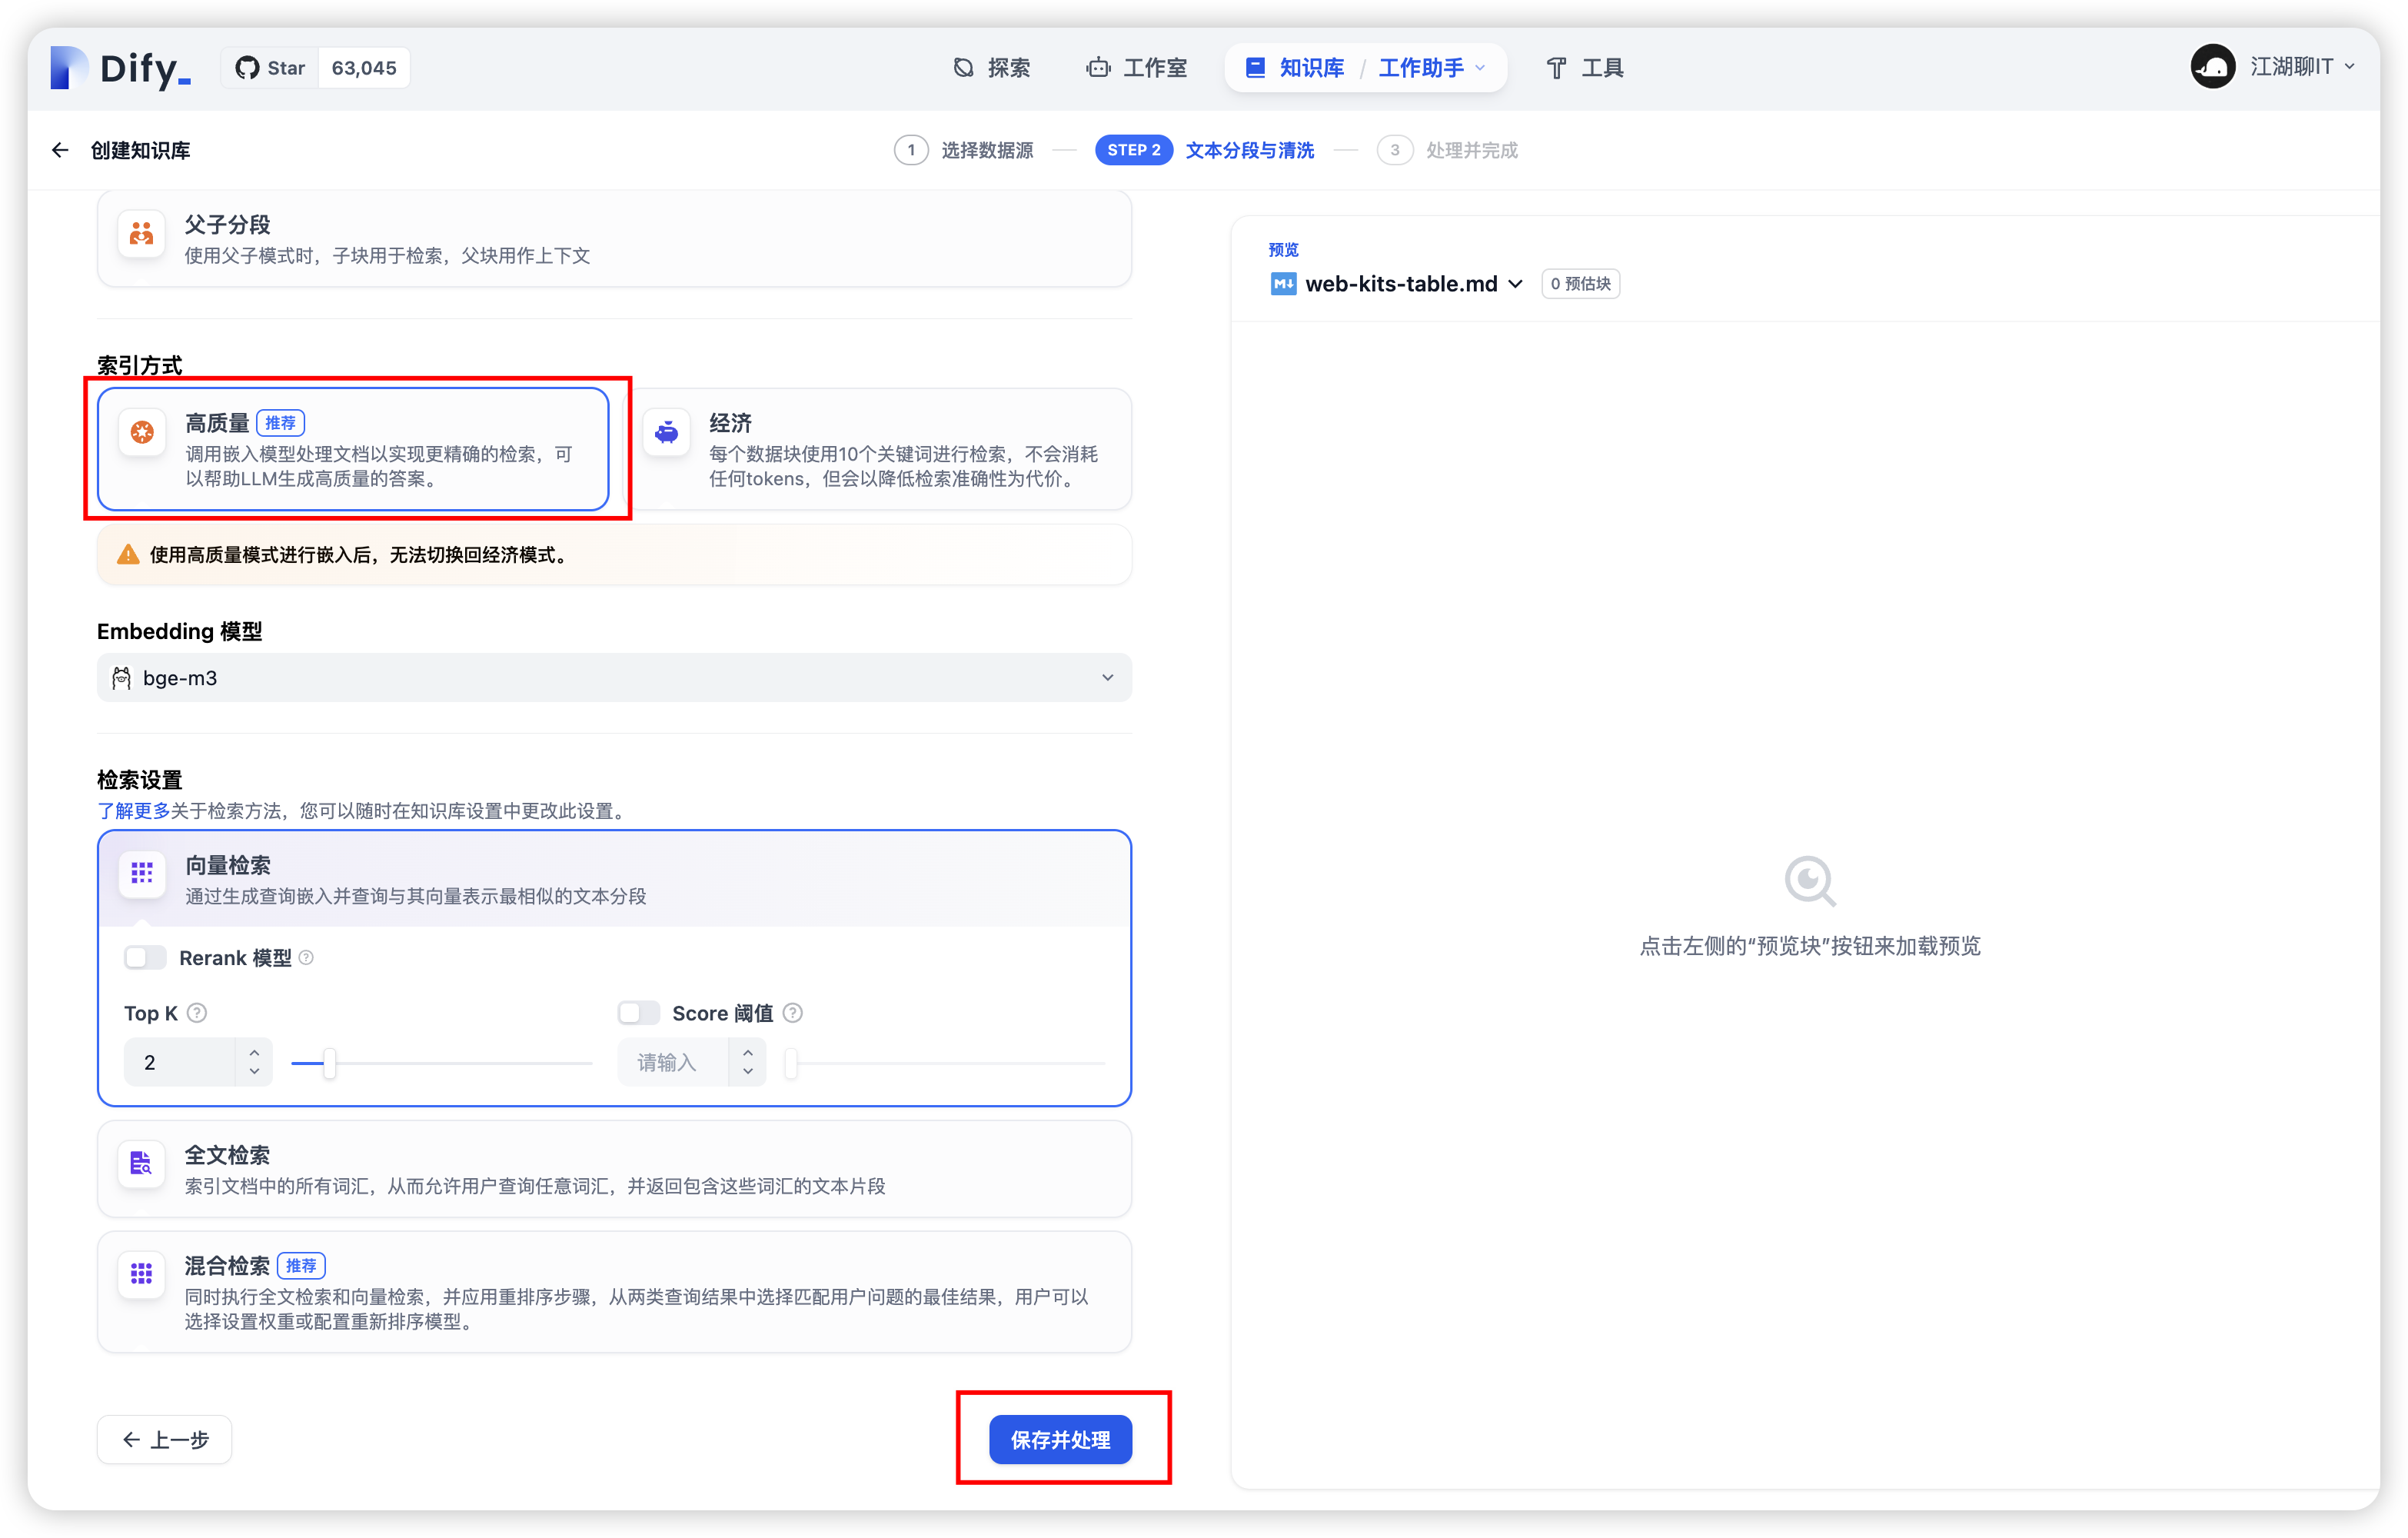 Dify_
Star 63,045
探索
工作室
知识库 / 工作助手
工具
江湖聊IT
创建知识库
1 选择数据源
STEP 2 文本分段与清洗
3 处理并完成
父子分段
使用父子模式时，子块用于检索，父块用作上下文
索引方式
高质量 推荐
调用嵌入模型处理文档以实现更精确的检索，可
以帮助LLM生成高质量的答案。
经济
每个数据块使用10个关键词进行检索，不会消耗
任何tokens，但会以降低检索准确性为代价。
使用高质量模式进行嵌入后，无法切换回经济模式。
Embedding 模型
bge-m3
检索设置
了解更多关于检索方法，您可以随时在知识库设置中更改此设置。
向量检索
通过生成查询嵌入并查询与其向量表示最相似的文本分段
Rerank 模型
Top K
Score 阈值
2
请输入
全文检索
索引文档中的所有词汇，从而允许用户查询任意词汇，并返回包含这些词汇的文本片段
混合检索 推荐
同时执行全文检索和向量检索，并应用重排序步骤，从两类查询结果中选择匹配用户问题的最佳结果，用户可以
选择设置权重或配置重新排序模型。
上一步
保存并处理
预览
web-kits-table.md
0 预估块
点击左侧的“预览块”按钮来加载预览